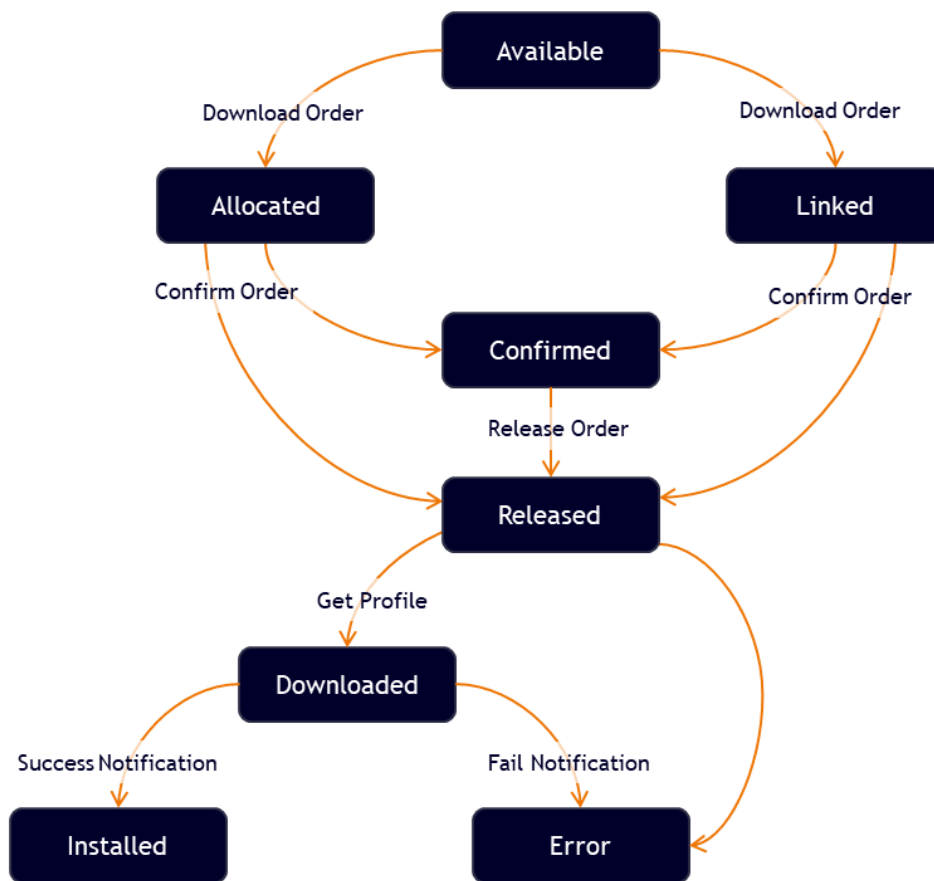 Available
Download Order
Download Order
Allocated
Linked
Confirm Order
Confirm Order
Confirmed
Release Order
Released
Get Profile
Downloaded
Success Notification
Fail Notification
Installed
Error